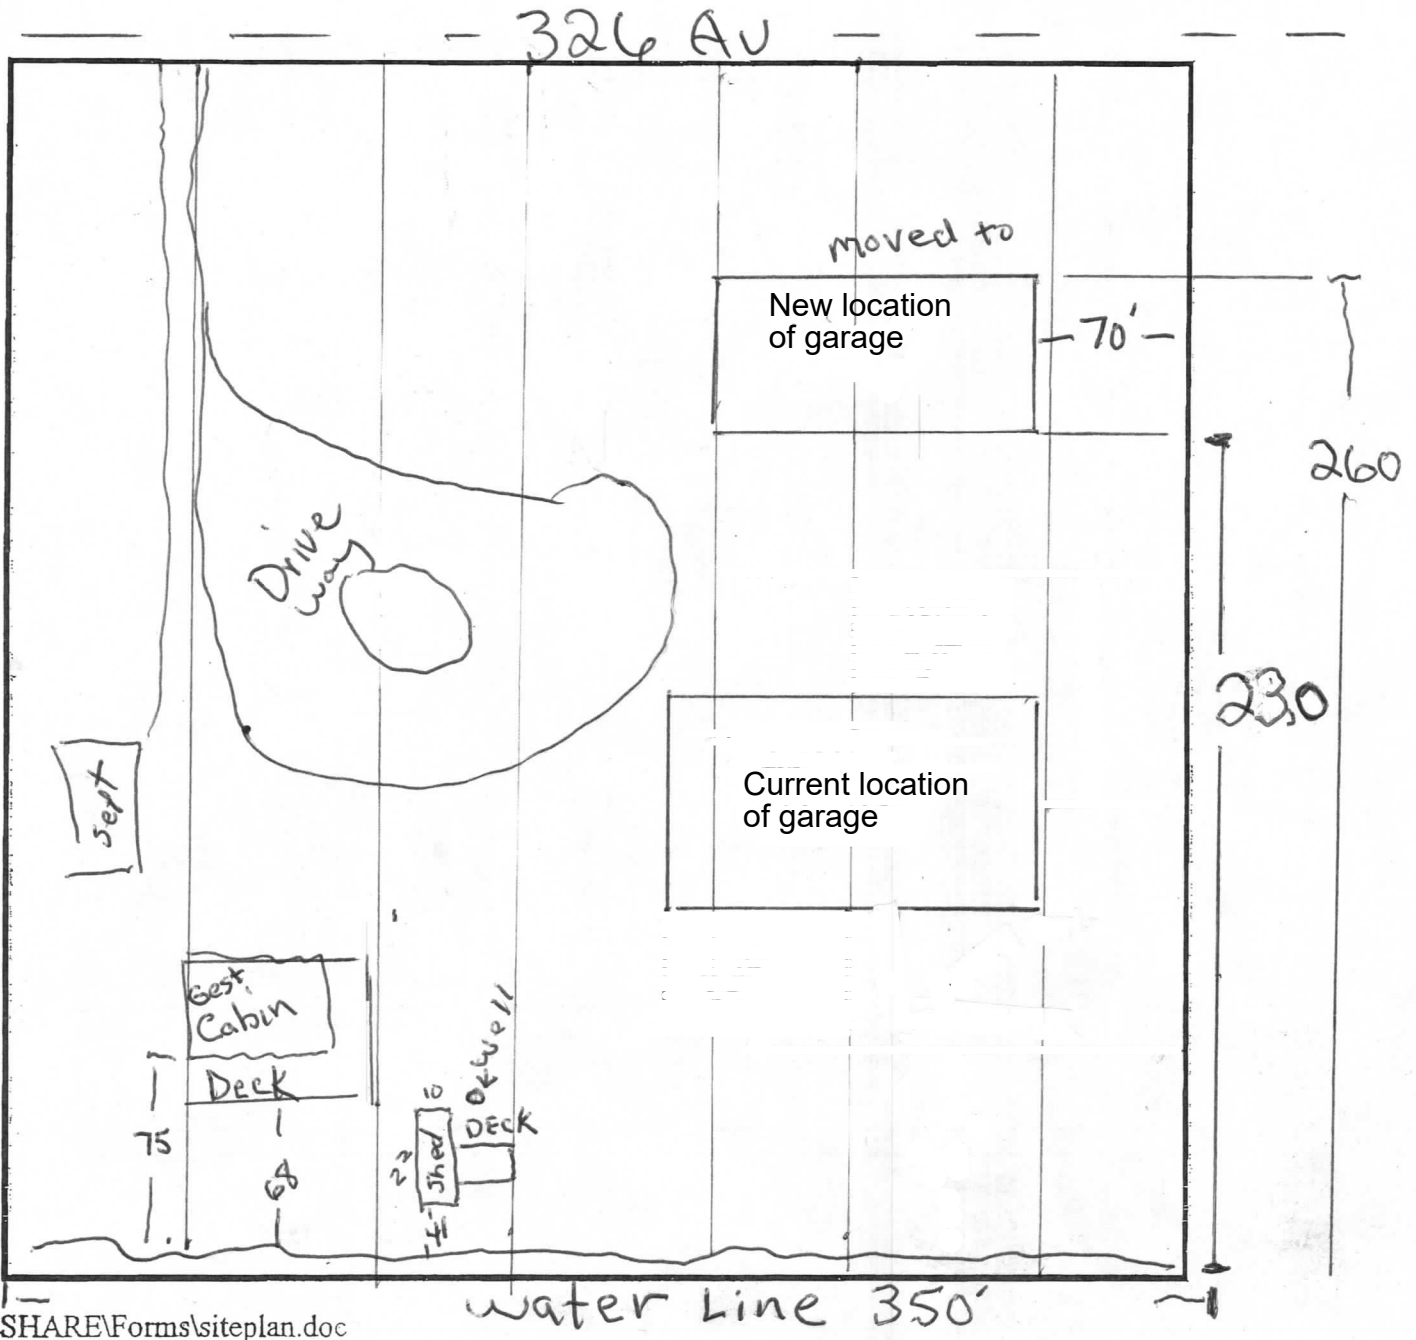 326 AV
moved to
New location
of garage
70'
260
Drive
way
230
Sept
Current location
of garage
Gest
Cabin
Deck
well
10
DECK
Shed
22
75
68
Water Line 350'
SHARE\Forms\siteplan.doc